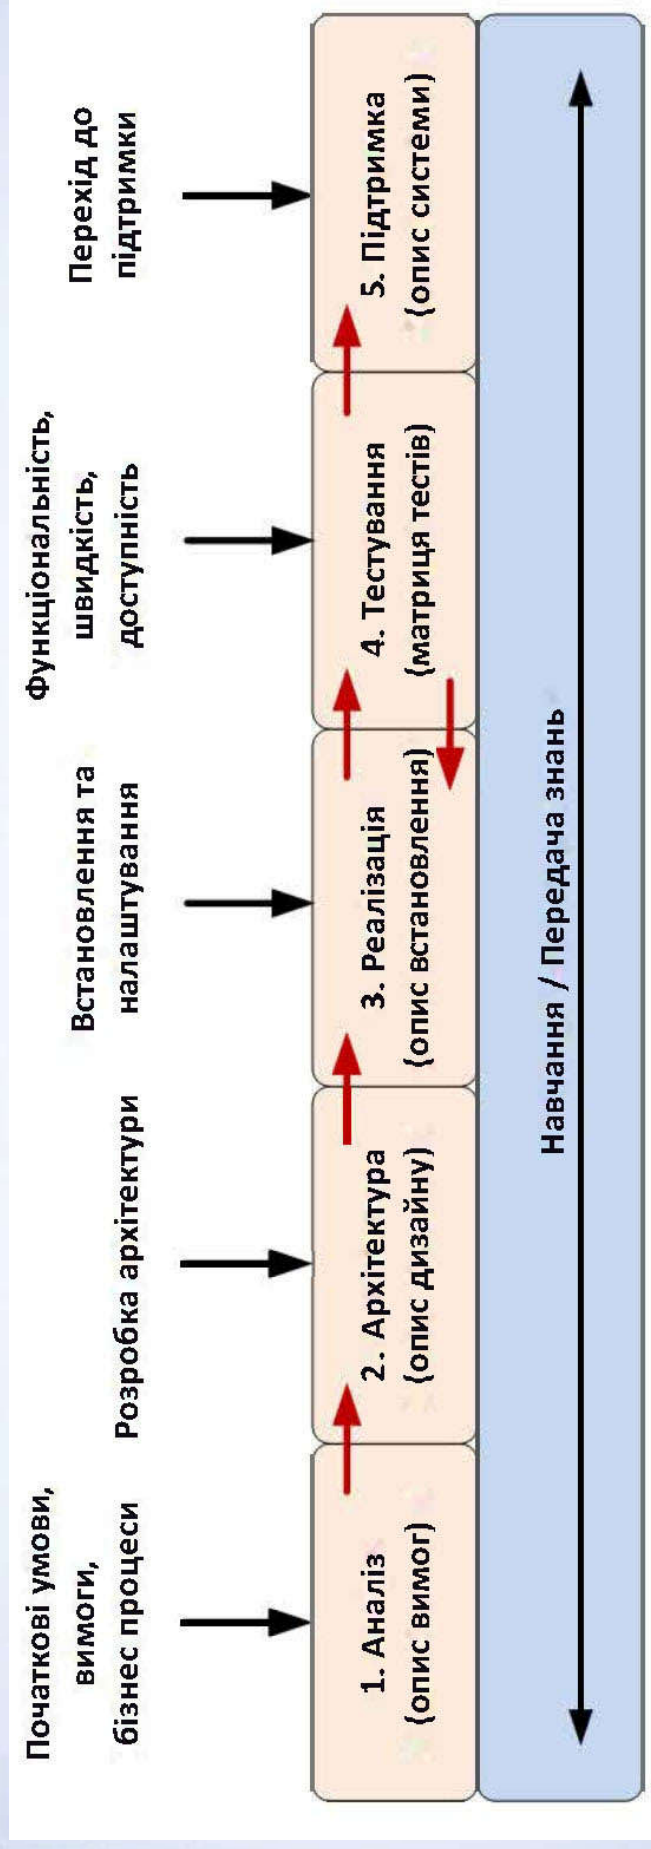 Початкові умови,
вимоги,
бізнес процеси
Розробка архітектури
Встановлення та
налаштування
Функціональність,
швидкість,
доступність
Перехід до
підтримки
1. Аналіз
(опис вимог)
2. Архітектура
(опис дизайну)
3. Реалізація
(опис встановлення)
4. Тестування
(матриця тестів)
5. Підтримка
(опис системи)
Навчання / Передача знань